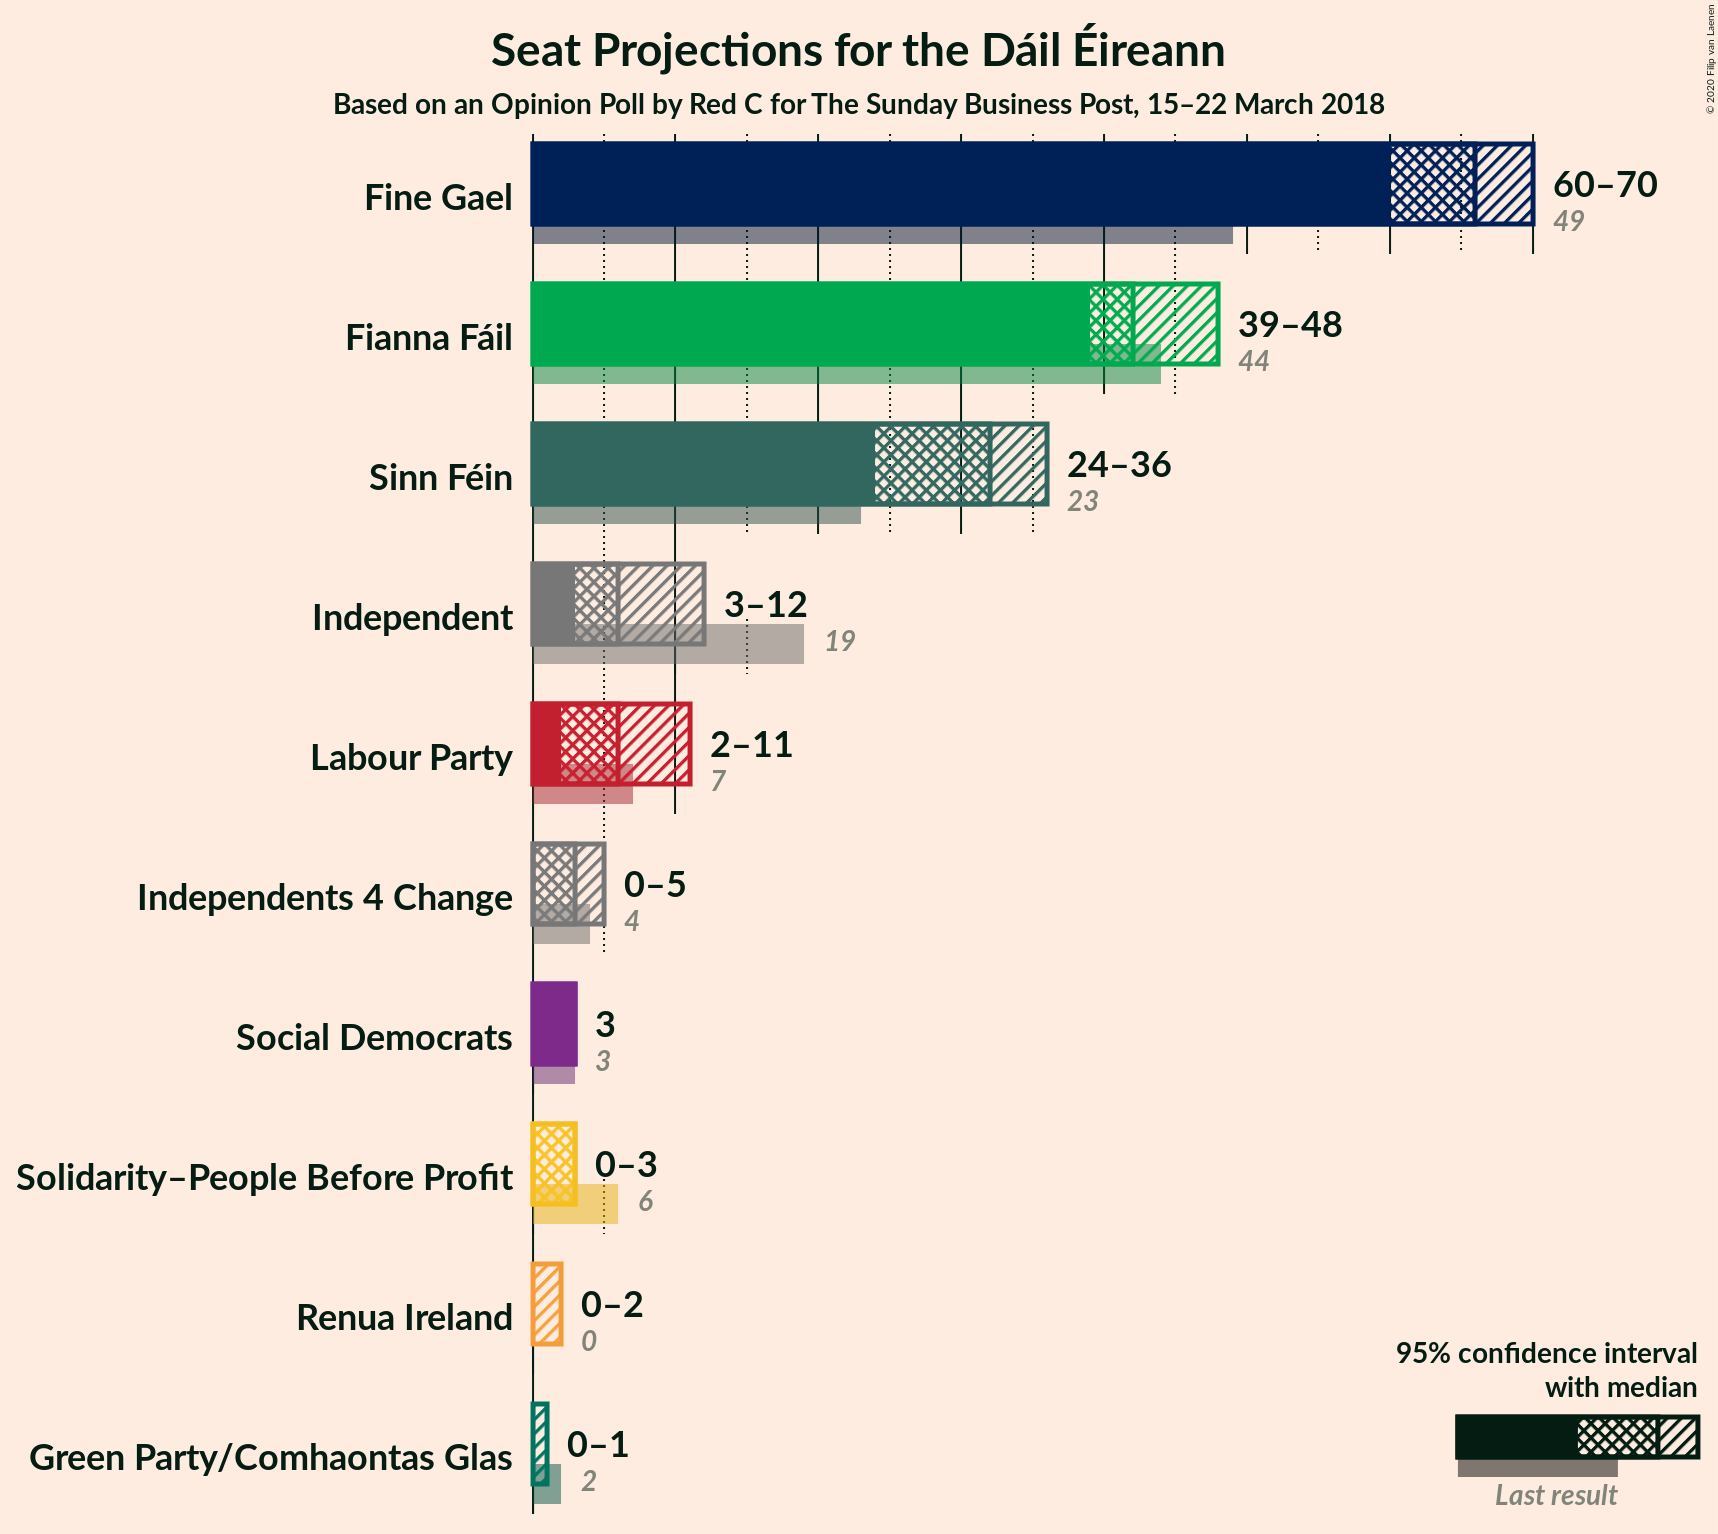 Seat Projections for the Dáil Éireann
Based on an Opinion Poll by Red C for The Sunday Business Post, 15–22 March 2018
© 2020 Filip van Laenen
Fine Gael
60–70
49
Fianna Fáil
39–48
44
Sinn Féin
24–36
23
Independent
3–12
19
Labour Party
2–11
7
Independents 4 Change
0–5
4
Social Democrats
3
3
Solidarity–People Before Profit
0–3
6
Renua Ireland
0–2
0
Green Party/Comhaontas Glas
0–1
2
95% confidence interval
with median
Last result